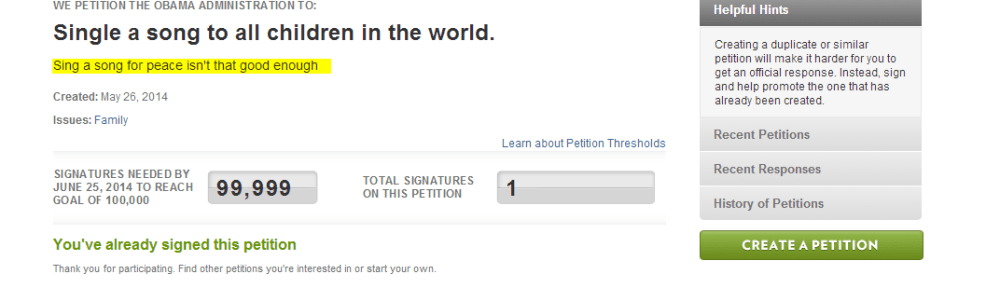 WE PETITION THE OBAMA ADMINISTRATION TO:
Single a song to all children in the world.
Sing a song for peace isn't that good enough
Created: May 26, 2014
Issues: Family
Learn about Petition Thresholds
SIGNATURES NEEDED BY
JUNE 25, 2014 TO REACH
GOAL OF 100,000
99,999
TOTAL SIGNATURES
ON THIS PETITION
1
You've already signed this petition
Thank you for participating. Find other petitions you're interested in or start your own.
Helpful Hints
Creating a duplicate or similar
petition will make it harder for you to
get an official response. Instead, sign
and help promote the one that has
already been created.
Recent Petitions
Recent Responses
History of Petitions
CREATE A PETITION